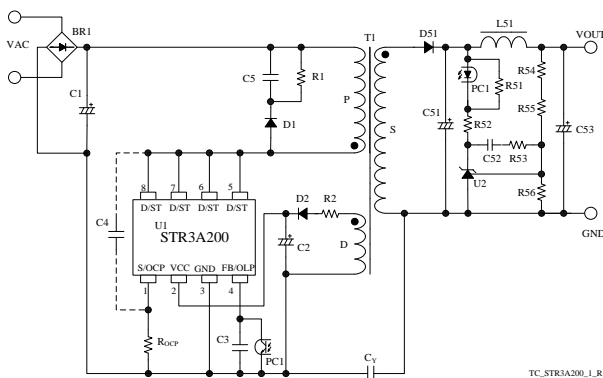 VAC
BR1
C1
C5
R1
P
D1
T1
S
D51
L51
VOUT
PC1
R51
R54
R55
C51
R52
C52
R53
C53
U2
R56
GND
C4
8
7
6
5
D/ST
D/ST
D/ST
D/ST
U1
STR3A200
S/OCP
VCC
GND
FB/OLP
1
2
3
4
D2
R2
C2
D
ROCP
C3
PC1
CY
TC_STR3A200_1_R